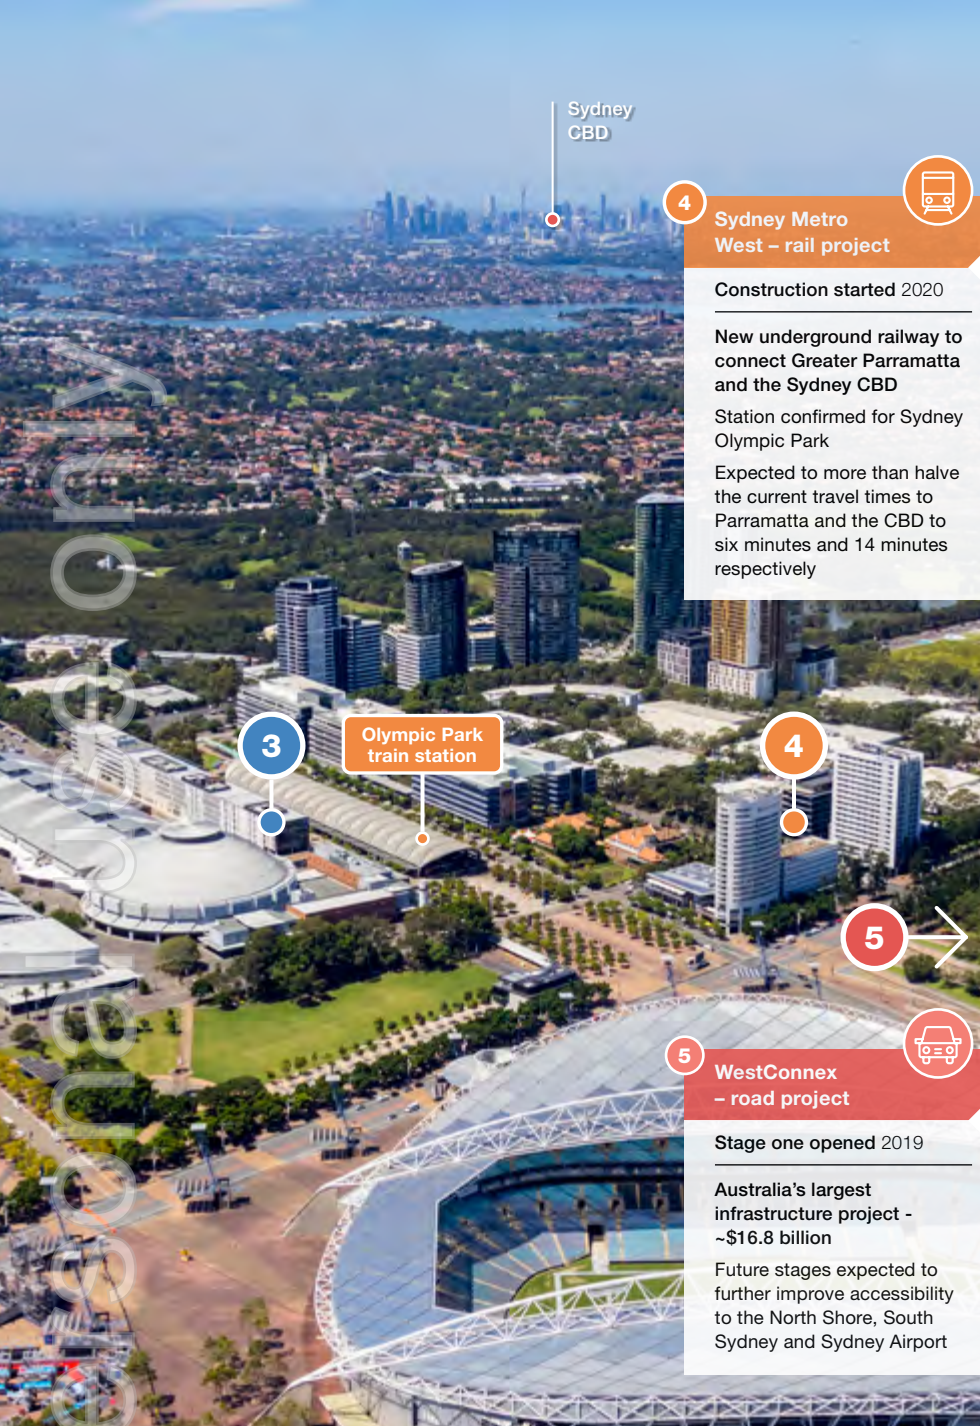 Sydney
CBD
4
Sydney Metro
West – rail project
Construction started 2020
New underground railway to
connect Greater Parramatta
and the Sydney CBD
Station confirmed for Sydney
Olympic Park
Expected to more than halve
the current travel times to
Parramatta and the CBD to
six minutes and 14 minutes
respectively
3
Olympic Park
train station
4
5
5
WestConnex
– road project
Stage one opened 2019
Australia's largest
infrastructure project -
~$16.8 billion
Future stages expected to
further improve accessibility
to the North Shore, South
Sydney and Sydney Airport
ersonal use only